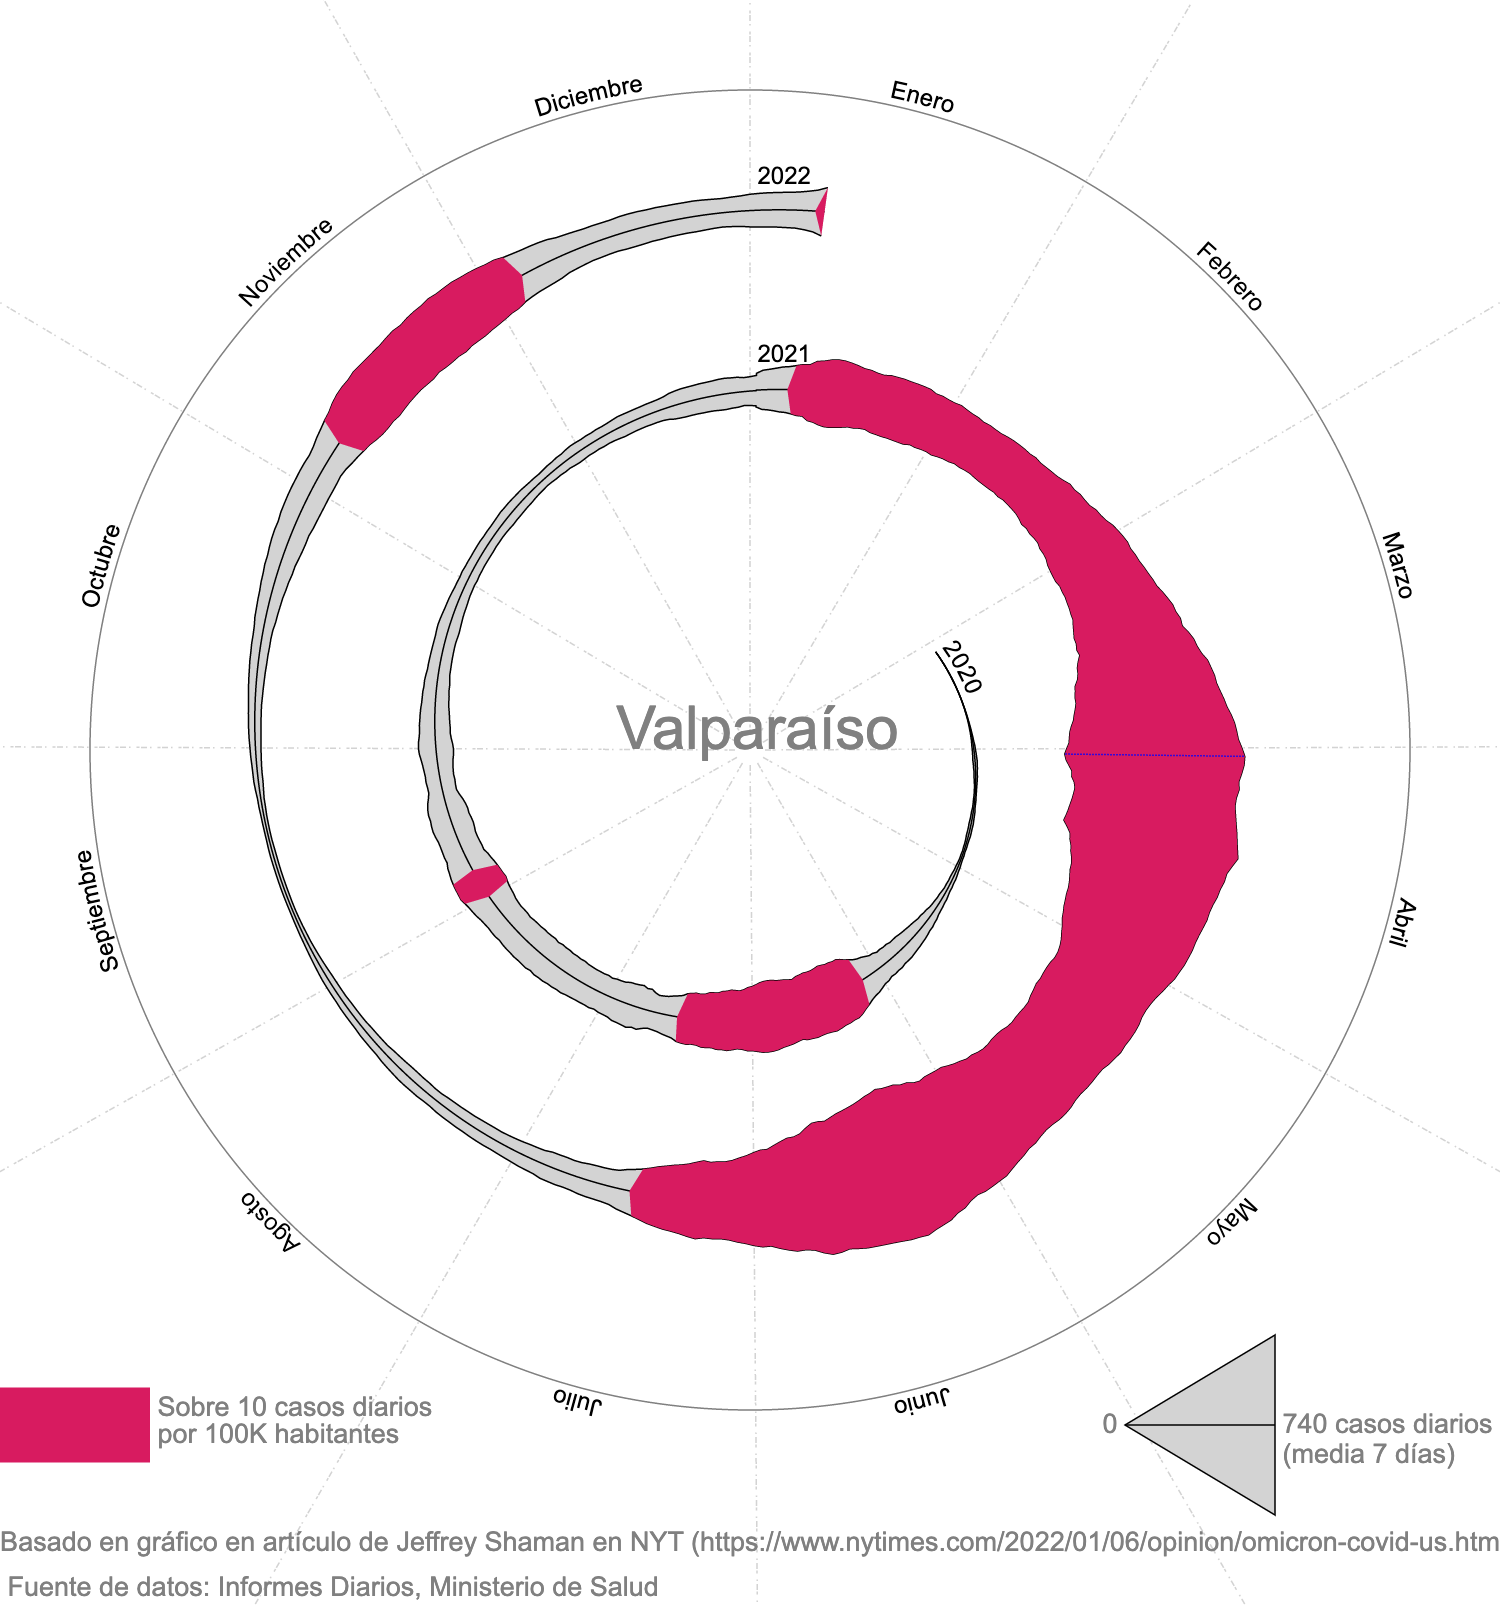 Diciembre
Enero
2022
Noviembre
Febrero
2021
Octubre
Marzo
2020
Valparaíso
Septiembre
Abril
Agosto
Mayo
Julio
Junio
Sobre 10 casos diarios
por 100K habitantes
0
740 casos diarios
(media 7 días)
Basado en gráfico en artículo de Jeffrey Shaman en NYT (https://www.nytimes.com/2022/01/06/opinion/omicron-covid-us.htm
Fuente de datos: Informes Diarios, Ministerio de Salud